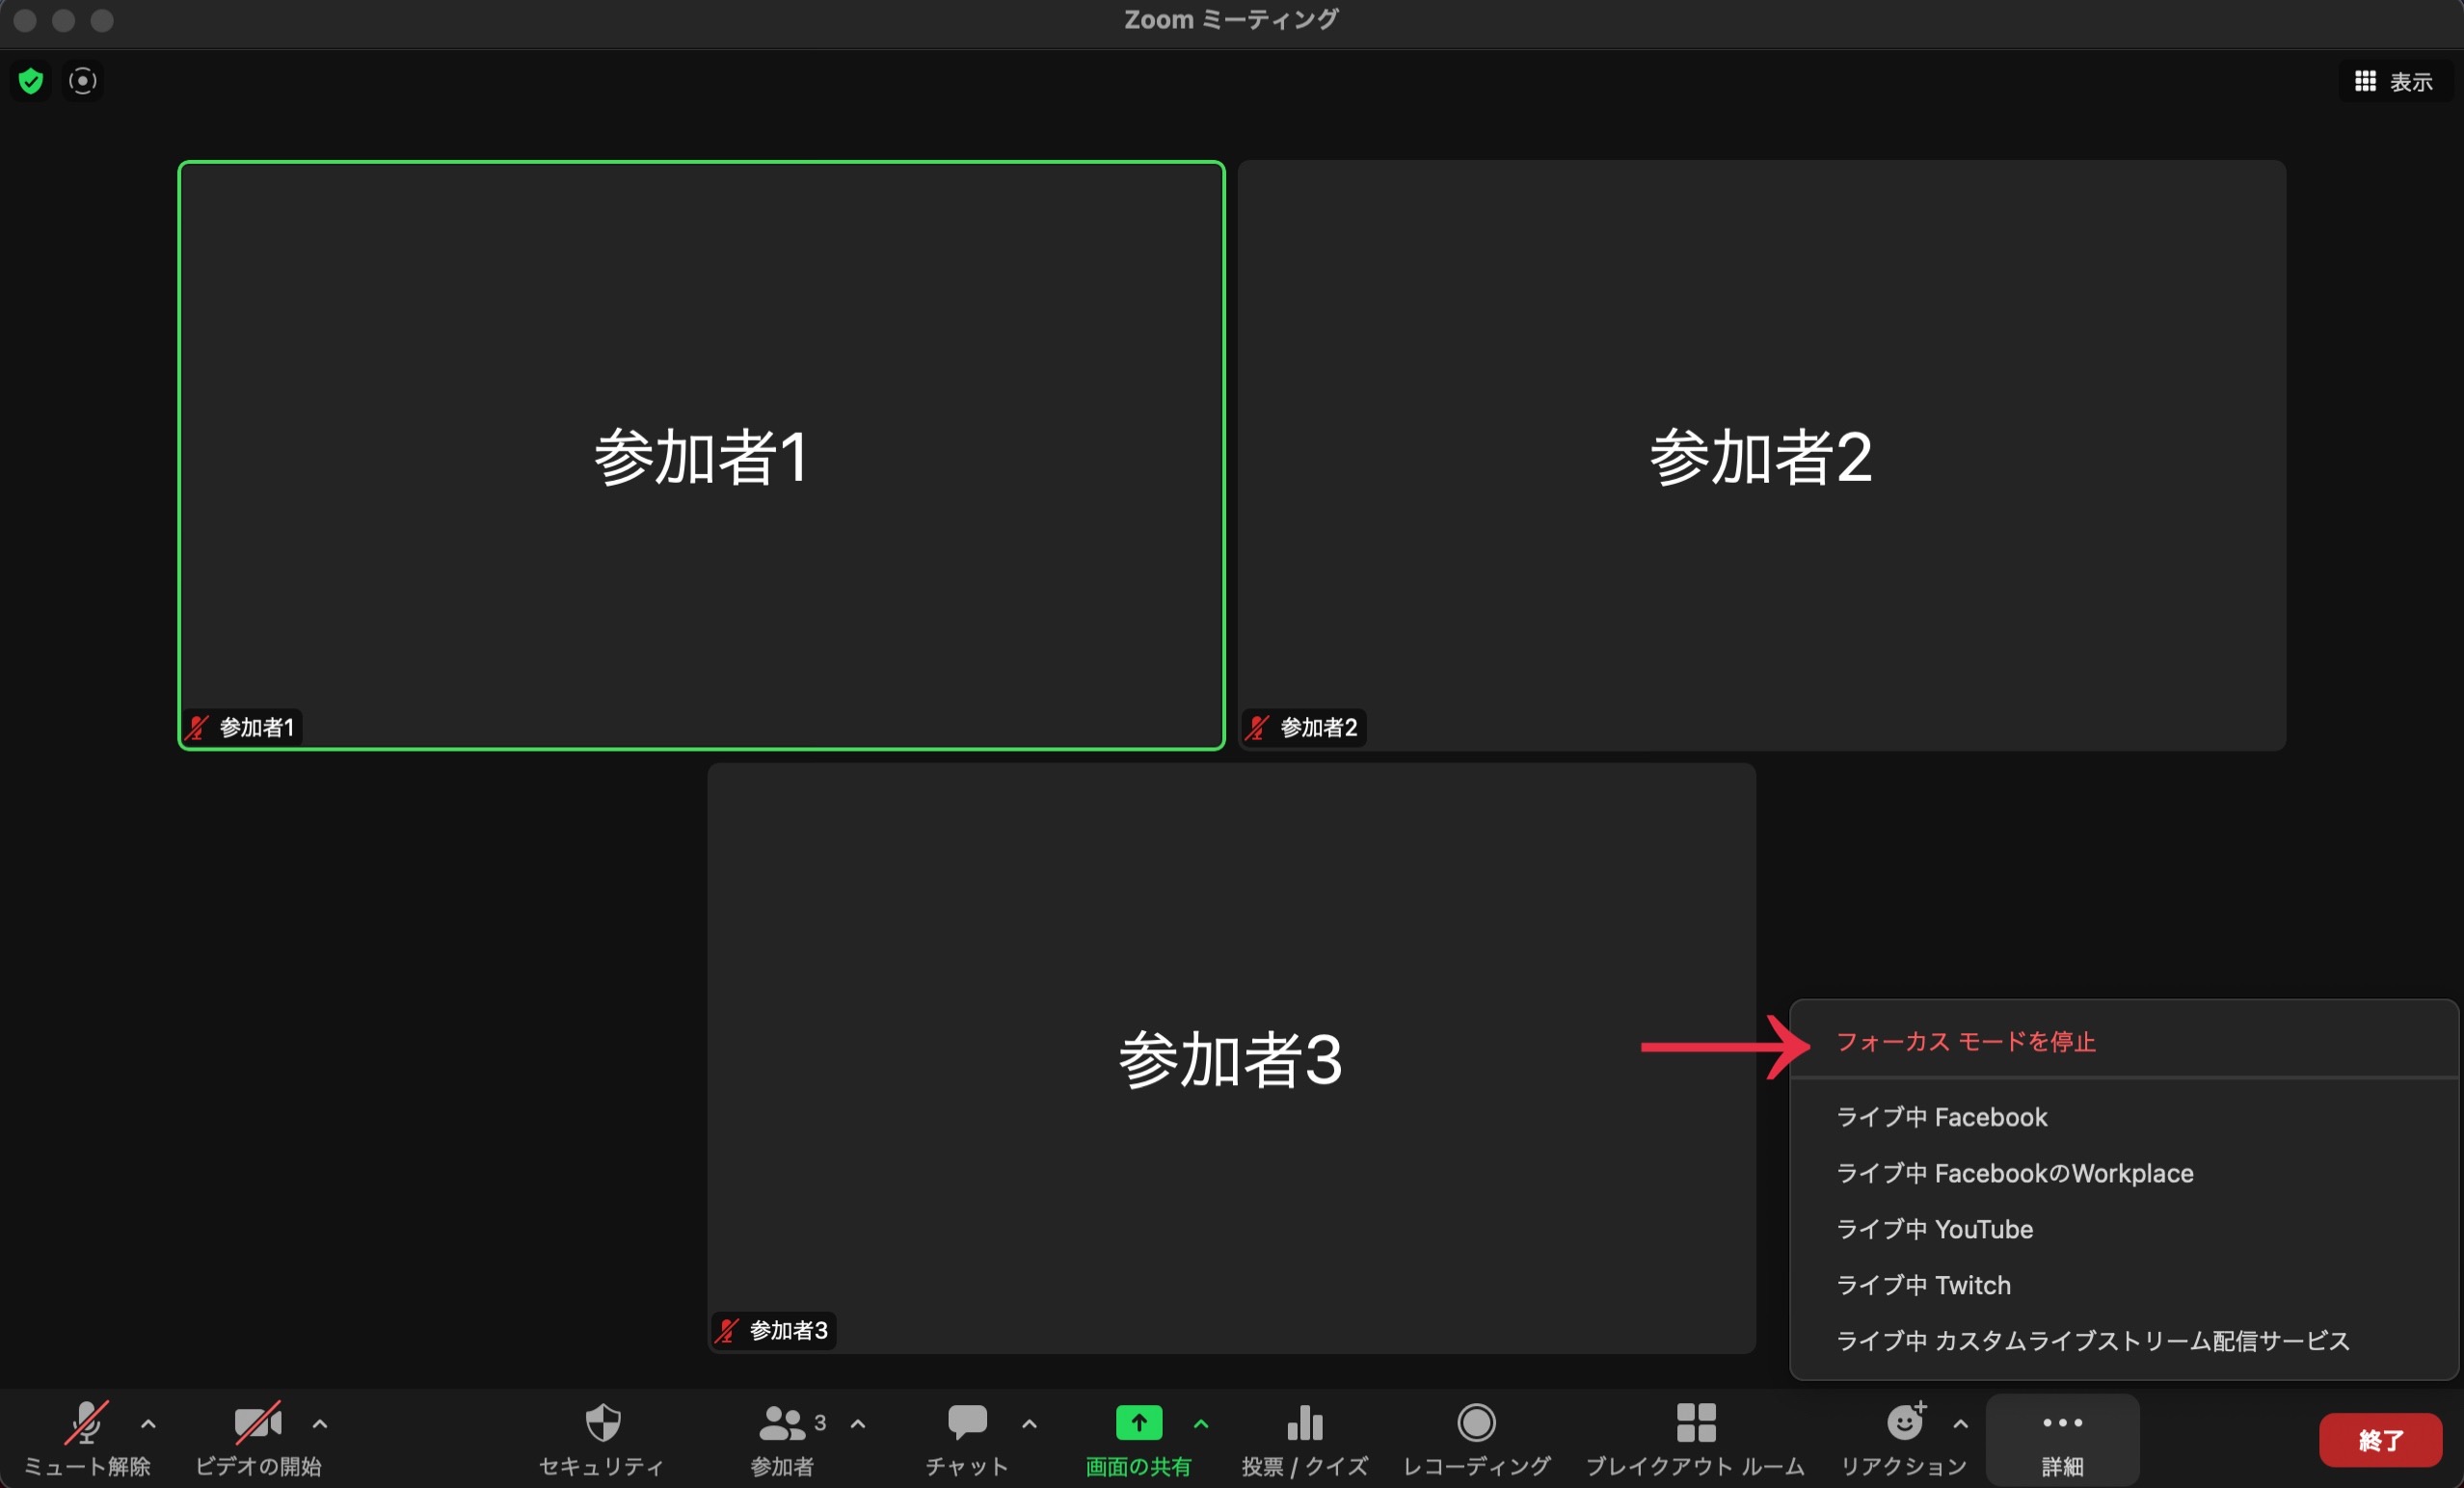 Zoom ミーティング
表示
参加者1
参加者2
参加者1
参加者2
参加者3
参加者3
フォーカス モードを停止
ライブ中 Facebook
ライブ中 FacebookのWorkplace
ライブ中 YouTube
ライブ中 Twitch
ライブ中 カスタムライブストリーム配信サービス
3
ミュート解除
ビデオの開始
セキュリティ
参加者
チャット
画面の共有
投票 / クイズ
レコーディング
ブレイクアウト ルーム
リアクション
詳細
終了